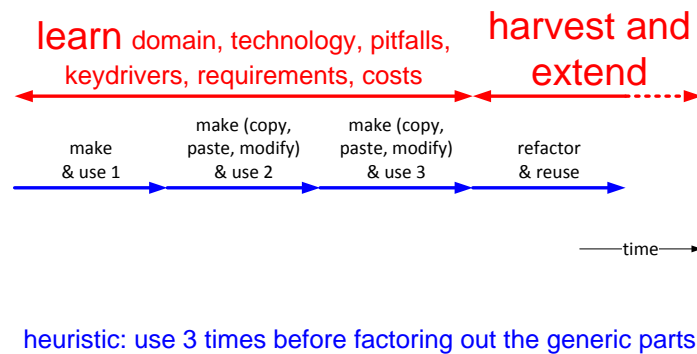 learn domain, technology, pitfalls,
keydrivers, requirements, costs
harvest and
extend
make
& use 1
make (copy,
paste, modify)
& use 2
make (copy,
paste, modify)
& use 3
refactor
& reuse
time
heuristic: use 3 times before factoring out the generic parts